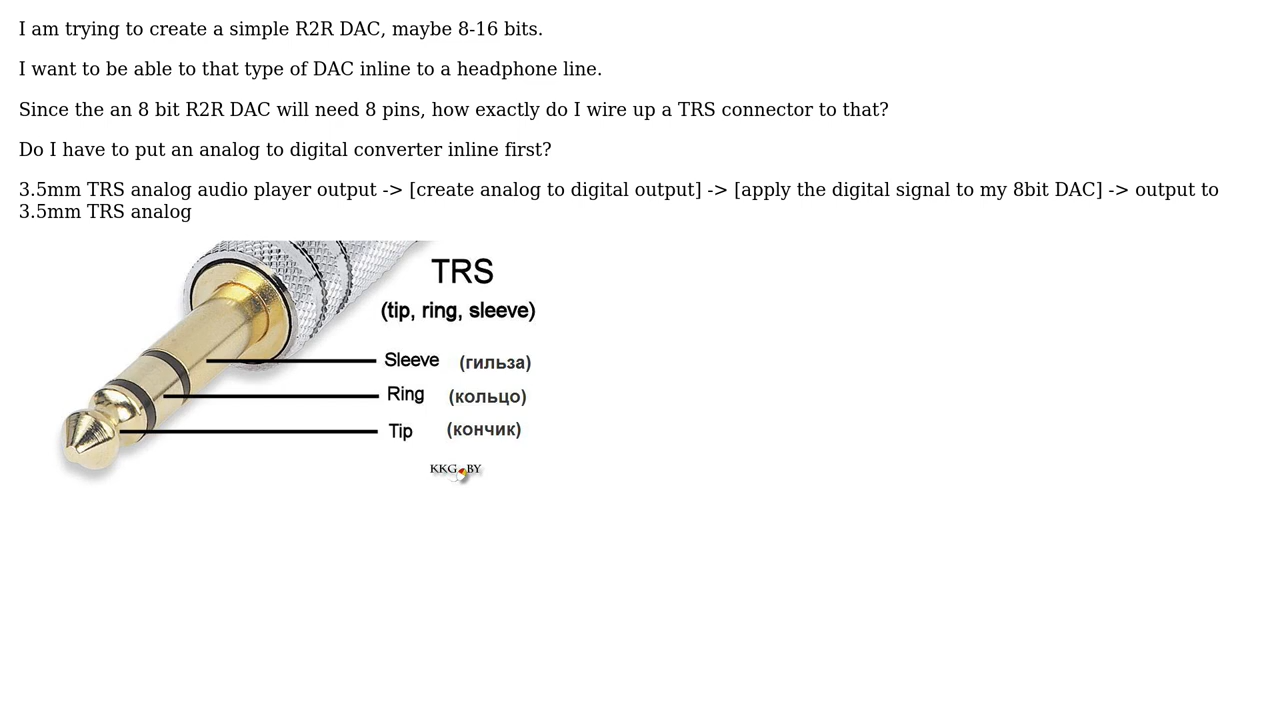 I am trying to create a simple R2R DAC, maybe 8-16 bits.
I want to be able to that type of DAC inline to a headphone line.
Since the an 8 bit R2R DAC will need 8 pins, how exactly do I wire up a TRS connector to that?
Do I have to put an analog to digital converter inline first?
3.5mm TRS analog audio player output -> [create analog to digital output] -> [apply the digital signal to my 8bit DAC] -> output to
3.5mm TRS analog
TRS
(tip, ring, sleeve)
Sleeve (гильза)
Ring (кольцо)
Tip (кончик)
KKG BY